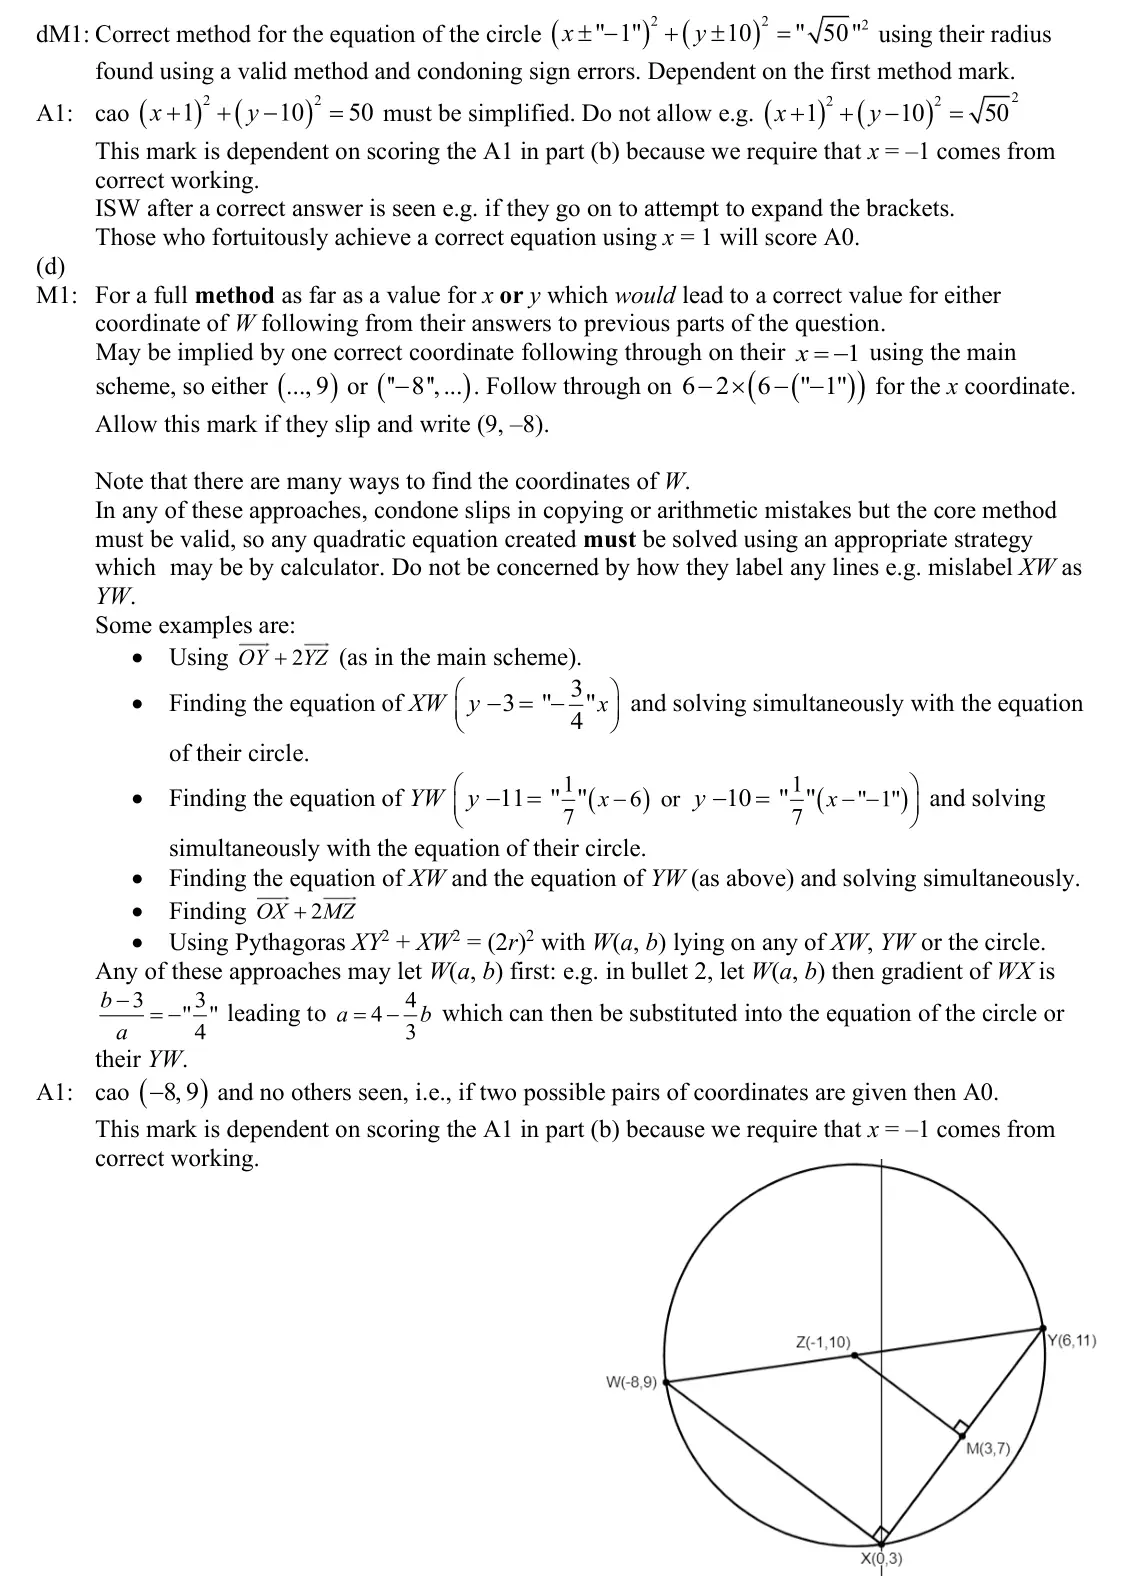 dM1: Correct method for the equation of the circle (x±"−1")² + (y±10)² = "√50"² using their radius
found using a valid method and condoning sign errors. Dependent on the first method mark.
A1: cao (x+1)² + (y−10)² = 50 must be simplified. Do not allow e.g. (x+1)² + (y−10)² = √50²
This mark is dependent on scoring the A1 in part (b) because we require that x = –1 comes from
correct working.
ISW after a correct answer is seen e.g. if they go on to attempt to expand the brackets.
Those who fortuitously achieve a correct equation using x = 1 will score A0.
(d)
M1: For a full method as far as a value for x or y which would lead to a correct value for either
coordinate of W following from their answers to previous parts of the question.
May be implied by one correct coordinate following through on their x = −1 using the main
scheme, so either (..., 9) or ("−8", ...). Follow through on 6−2×(6−("−1")) for the x coordinate.
Allow this mark if they slip and write (9, –8).
Note that there are many ways to find the coordinates of W.
In any of these approaches, condone slips in copying or arithmetic mistakes but the core method
must be valid, so any quadratic equation created must be solved using an appropriate strategy
which may be by calculator. Do not be concerned by how they label any lines e.g. mislabel XW as
YW.
Some examples are:
• Using O͞Y⃗ + 2Y͞Z⃗ (as in the main scheme).
• Finding the equation of XW (y −3 = "−3/4"x) and solving simultaneously with the equation
of their circle.
• Finding the equation of YW (y −11 = "1/7"(x−6) or y −10 = "1/7"(x−"−1")) and solving
simultaneously with the equation of their circle.
• Finding the equation of XW and the equation of YW (as above) and solving simultaneously.
• Finding O͞X⃗ + 2M͞Z⃗
• Using Pythagoras XY² + XW² = (2r)² with W(a, b) lying on any of XW, YW or the circle.
Any of these approaches may let W(a, b) first: e.g. in bullet 2, let W(a, b) then gradient of WX is
(b−3)/a = −"3/4" leading to a = 4 − 4/3 b which can then be substituted into the equation of the circle or
their YW.
A1: cao (−8, 9) and no others seen, i.e., if two possible pairs of coordinates are given then A0.
This mark is dependent on scoring the A1 in part (b) because we require that x = –1 comes from
correct working.
Z(-1,10)
Y(6,11)
W(-8,9)
M(3,7)
X(0,3)